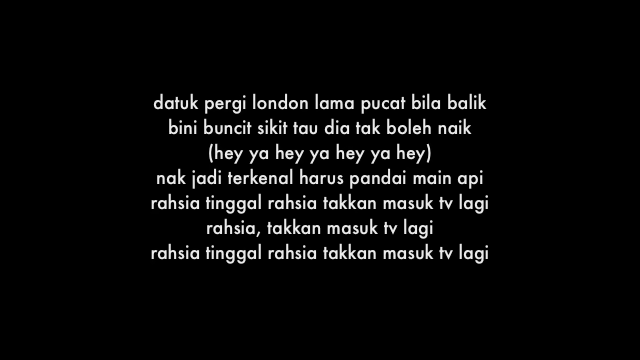 datuk pergi london lama pucat bila balik
bini buncit sikit tau dia tak boleh naik
(hey ya hey ya hey ya hey)
nak jadi terkenal harus pandai main api
rahsia tinggal rahsia takkan masuk tv lagi
rahsia, takkan masuk tv lagi
rahsia tinggal rahsia takkan masuk tv lagi